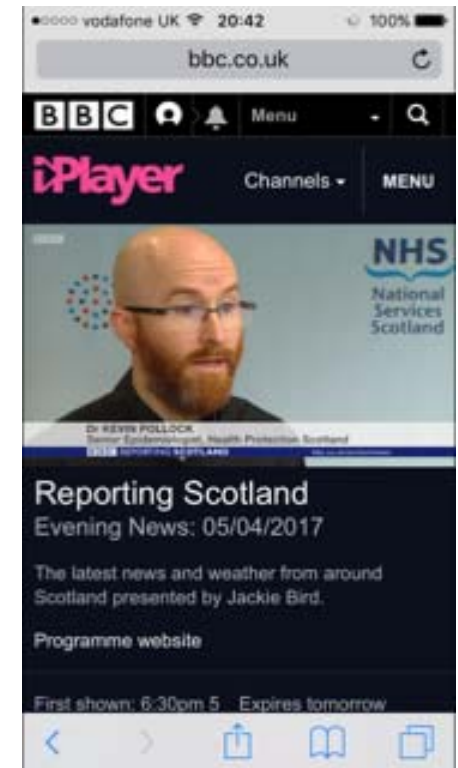 vodafone UK 20:42 100%
bbc.co.uk
BBC Menu
iPlayer Channels MENU
NHS
National
Services
Scotland
Dr KEVIN POLLOCK
Senior Epidemiologist, Health Protection Scotland
BBC REPORTING SCOTLAND
Reporting Scotland
Evening News: 05/04/2017
The latest news and weather from around
Scotland presented by Jackie Bird.
Programme website
First shown: 6:30pm 5 Expires tomorrow